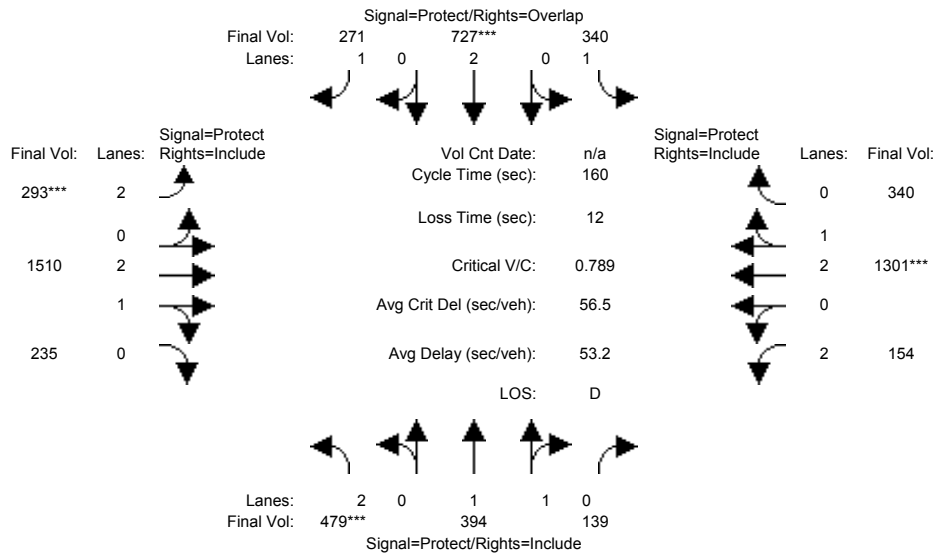 Signal=Protect/Rights=Overlap
Final Vol: 271 727*** 340
Lanes: 1 0 2 0 1
Signal=Protect Signal=Protect
Final Vol: Lanes: Rights=Include Vol Cnt Date: n/a Rights=Include Lanes: Final Vol:
Cycle Time (sec): 160
293*** 2 0 340
Loss Time (sec): 12
0 1
1510 2 Critical V/C: 0.789 2 1301***
1 Avg Crit Del (sec/veh): 56.5 0
235 0 Avg Delay (sec/veh): 53.2 2 154
LOS: D
Lanes: 2 0 1 1 0
Final Vol: 479*** 394 139
Signal=Protect/Rights=Include